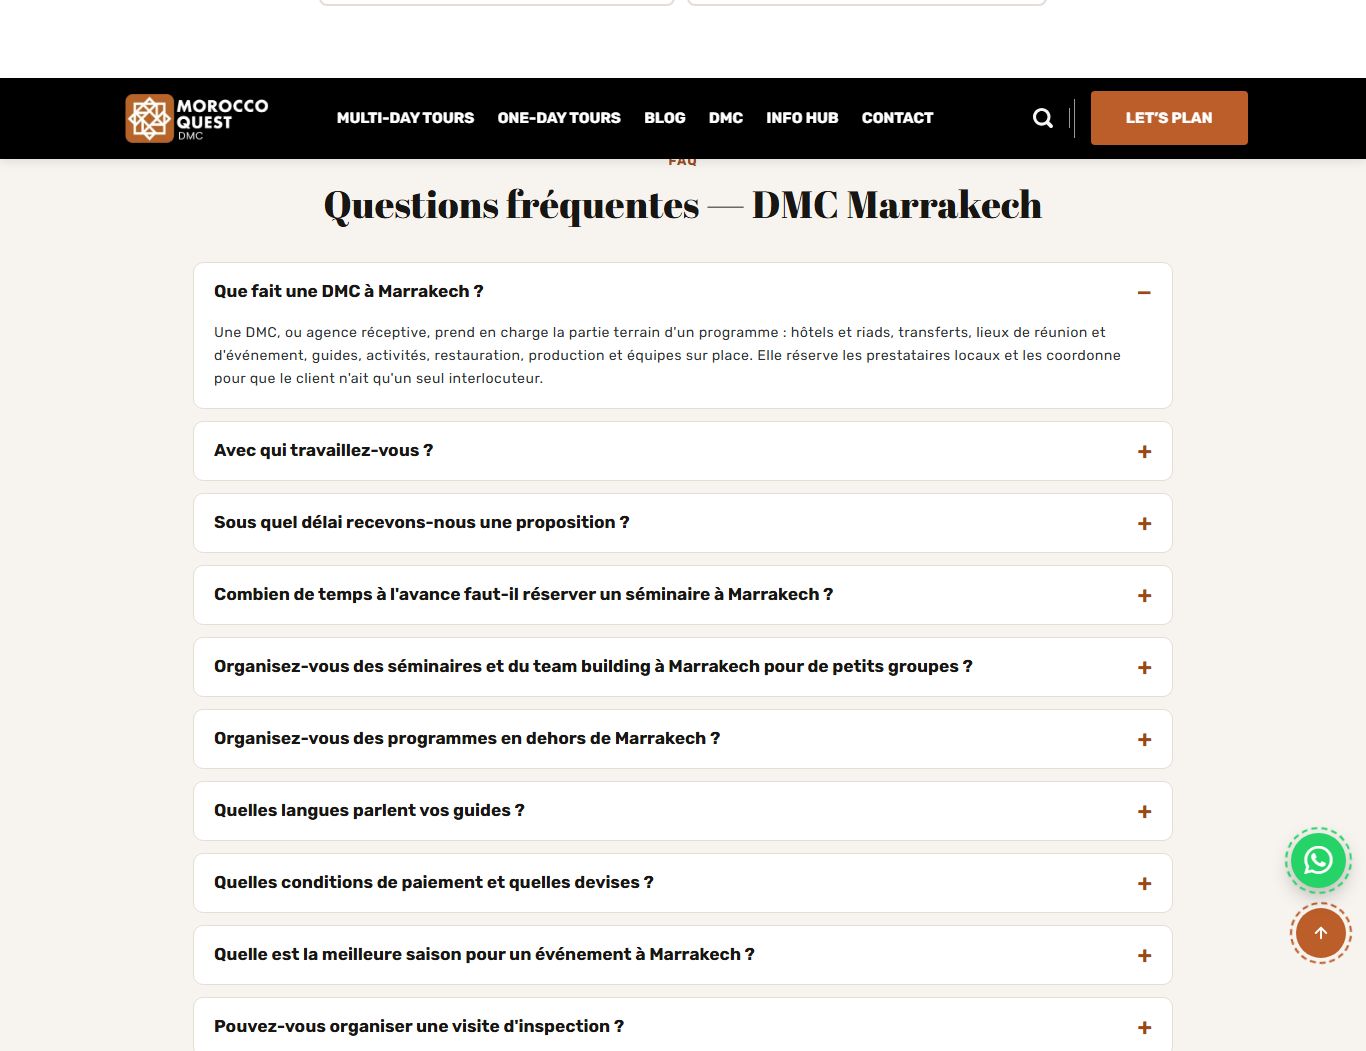 MOROCCO
QUEST
DMC
MULTI-DAY TOURS ONE-DAY TOURS BLOG DMC INFO HUB CONTACT
LET'S PLAN
FAQ
Questions fréquentes — DMC Marrakech
Que fait une DMC à Marrakech ?
Une DMC, ou agence réceptive, prend en charge la partie terrain d'un programme : hôtels et riads, transferts, lieux de réunion et
d'événement, guides, activités, restauration, production et équipes sur place. Elle réserve les prestataires locaux et les coordonne
pour que le client n'ait qu'un seul interlocuteur.
Avec qui travaillez-vous ?
Sous quel délai recevons-nous une proposition ?
Combien de temps à l'avance faut-il réserver un séminaire à Marrakech ?
Organisez-vous des séminaires et du team building à Marrakech pour de petits groupes ?
Organisez-vous des programmes en dehors de Marrakech ?
Quelles langues parlent vos guides ?
Quelles conditions de paiement et quelles devises ?
Quelle est la meilleure saison pour un événement à Marrakech ?
Pouvez-vous organiser une visite d'inspection ?